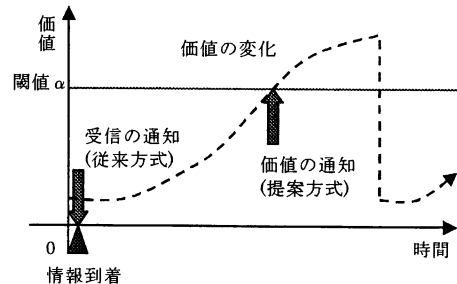 価値
価値の変化
閾値α
受信の通知
(従来方式)
価値の通知
(提案方式)
0
時間
情報到着